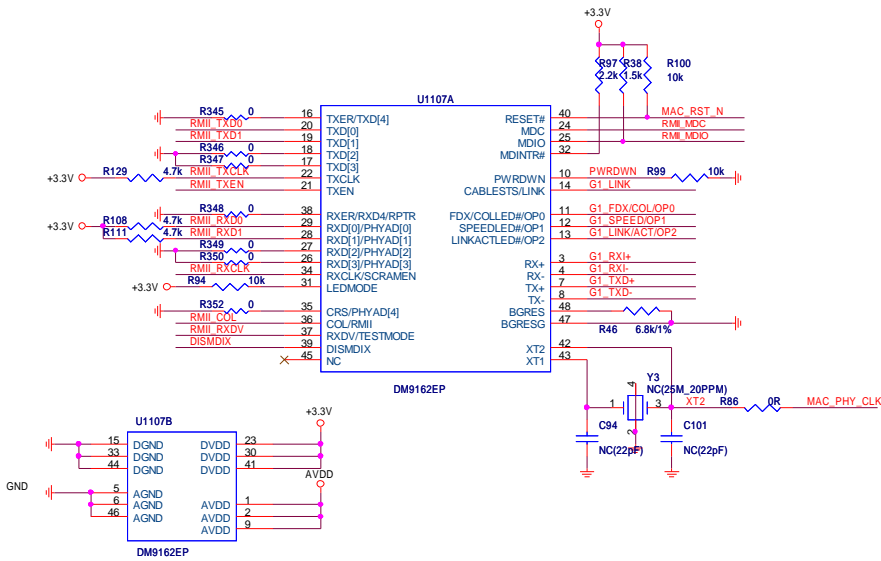 +3.3V
R97 R38 R100
2.2k 1.5k 10k
U1107A
R345 0 16 TXER/TXD[4] RESET# 40 MAC_RST_N
RMII_TXD0 20 TXD[0] MDC 24 RMII_MDC
RMII_TXD1 19 TXD[1] MDIO 25 RMII_MDIO
R346 0 18 TXD[2] MDINTR# 32
R347 0 17 TXD[3]
+3.3V R129 4.7k RMII_TXCLK 22 TXCLK PWRDWN 10 PWRDWN R99 10k
RMII_TXEN 21 TXEN CABLESTS/LINK 14 G1_LINK
R348 0 38 RXER/RXD4/RPTR FDX/COLLED#/OP0 11 G1_FDX/COL/OP0
+3.3V R108 4.7k RMII_RXD0 29 RXD[0]/PHYAD[0] SPEEDLED#/OP1 12 G1_SPEED/OP1
R111 4.7k RMII_RXD1 28 RXD[1]/PHYAD[1] LINKACTLED#/OP2 13 G1_LINK/ACT/OP2
R349 0 27 RXD[2]/PHYAD[2]
R350 0 26 RXD[3]/PHYAD[3] RX+ 3 G1_RXI+
RMII_RXCLK 34 RXCLK/SCRAMEN RX- 4 G1_RXI-
+3.3V R94 10k 31 LEDMODE TX+ 7 G1_TXD+
TX- 8 G1_TXD-
R352 0 35 CRS/PHYAD[4] BGRES 48
RMII_COL 36 COL/RMII BGRESG 47 R46 6.8k/1%
RMII_RXDV 37 RXDV/TESTMODE
DISMDIX 39 DISMDIX XT2 42
45 NC XT1 43
DM9162EP
Y3
NC(25M_20PPM)
4
1 3 XT2 R86 0R MAC_PHY_CLK
2
C94 C101
NC(22pF) NC(22pF)
U1107B
+3.3V
15 DGND DVDD 23
33 DGND DVDD 30
44 DGND DVDD 41
AVDD
GND
5 AGND
6 AGND AVDD 1
46 AGND AVDD 2
AVDD 9
DM9162EP